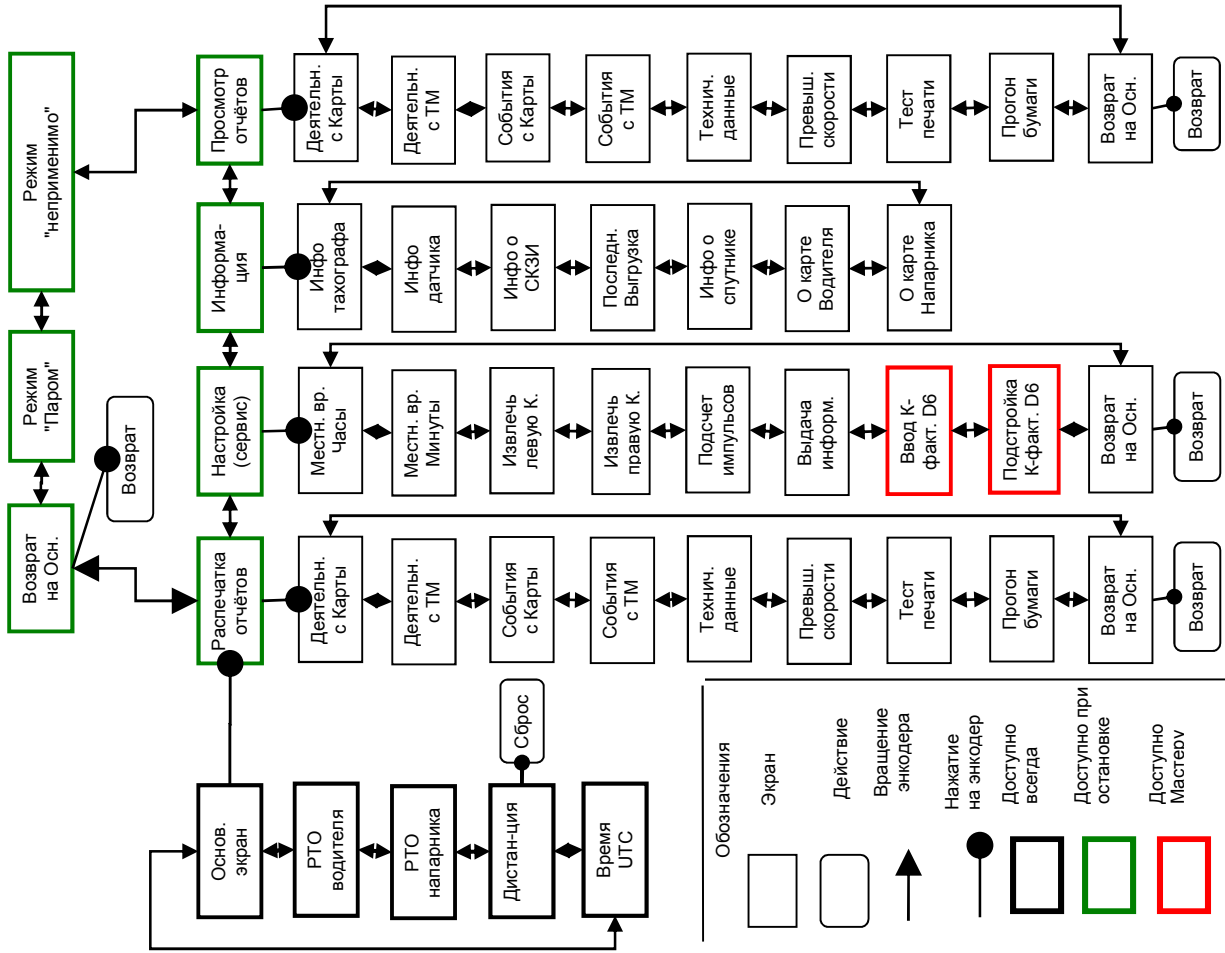 Возврат
на Осн.
Режим
"Паром"
Режим
"неприменимо"
Возврат
Основ.
экран
Распечатка
отчётов
Настройка
(сервис)
Информа-
ция
Просмотр
отчётов
РТО
водителя
Деятельн.
с Карты
Местн. вр.
Часы
Инфо
тахографа
Деятельн.
с Карты
РТО
напарника
Деятельн.
с ТМ
Местн. вр.
Минуты
Инфо
датчика
Деятельн.
с ТМ
Дистан-ция
Сброс
События
с Карты
Извлечь
левую К.
Инфо о
СКЗИ
События
с Карты
Время
UTC
События
с ТМ
Извлечь
правую К.
Последн.
Выгрузка
События
с ТМ
Технич.
данные
Подсчет
импульсов
Инфо о
спутнике
Технич.
данные
Превыш.
скорости
Выдача
информ.
О карте
Водителя
Превыш.
скорости
Тест
печати
Ввод К-
факт. D6
О карте
Напарника
Тест
печати
Прогон
бумаги
Подстройка
К-факт. D6
Прогон
бумаги
Возврат
на Осн.
Возврат
на Осн.
Возврат
на Осн.
Возврат
Возврат
Возврат
Обозначения
Экран
Действие
Вращение
энкодера
Нажатие
на энкодер
Доступно
всегда
Доступно при
остановке
Доступно
Мастеру